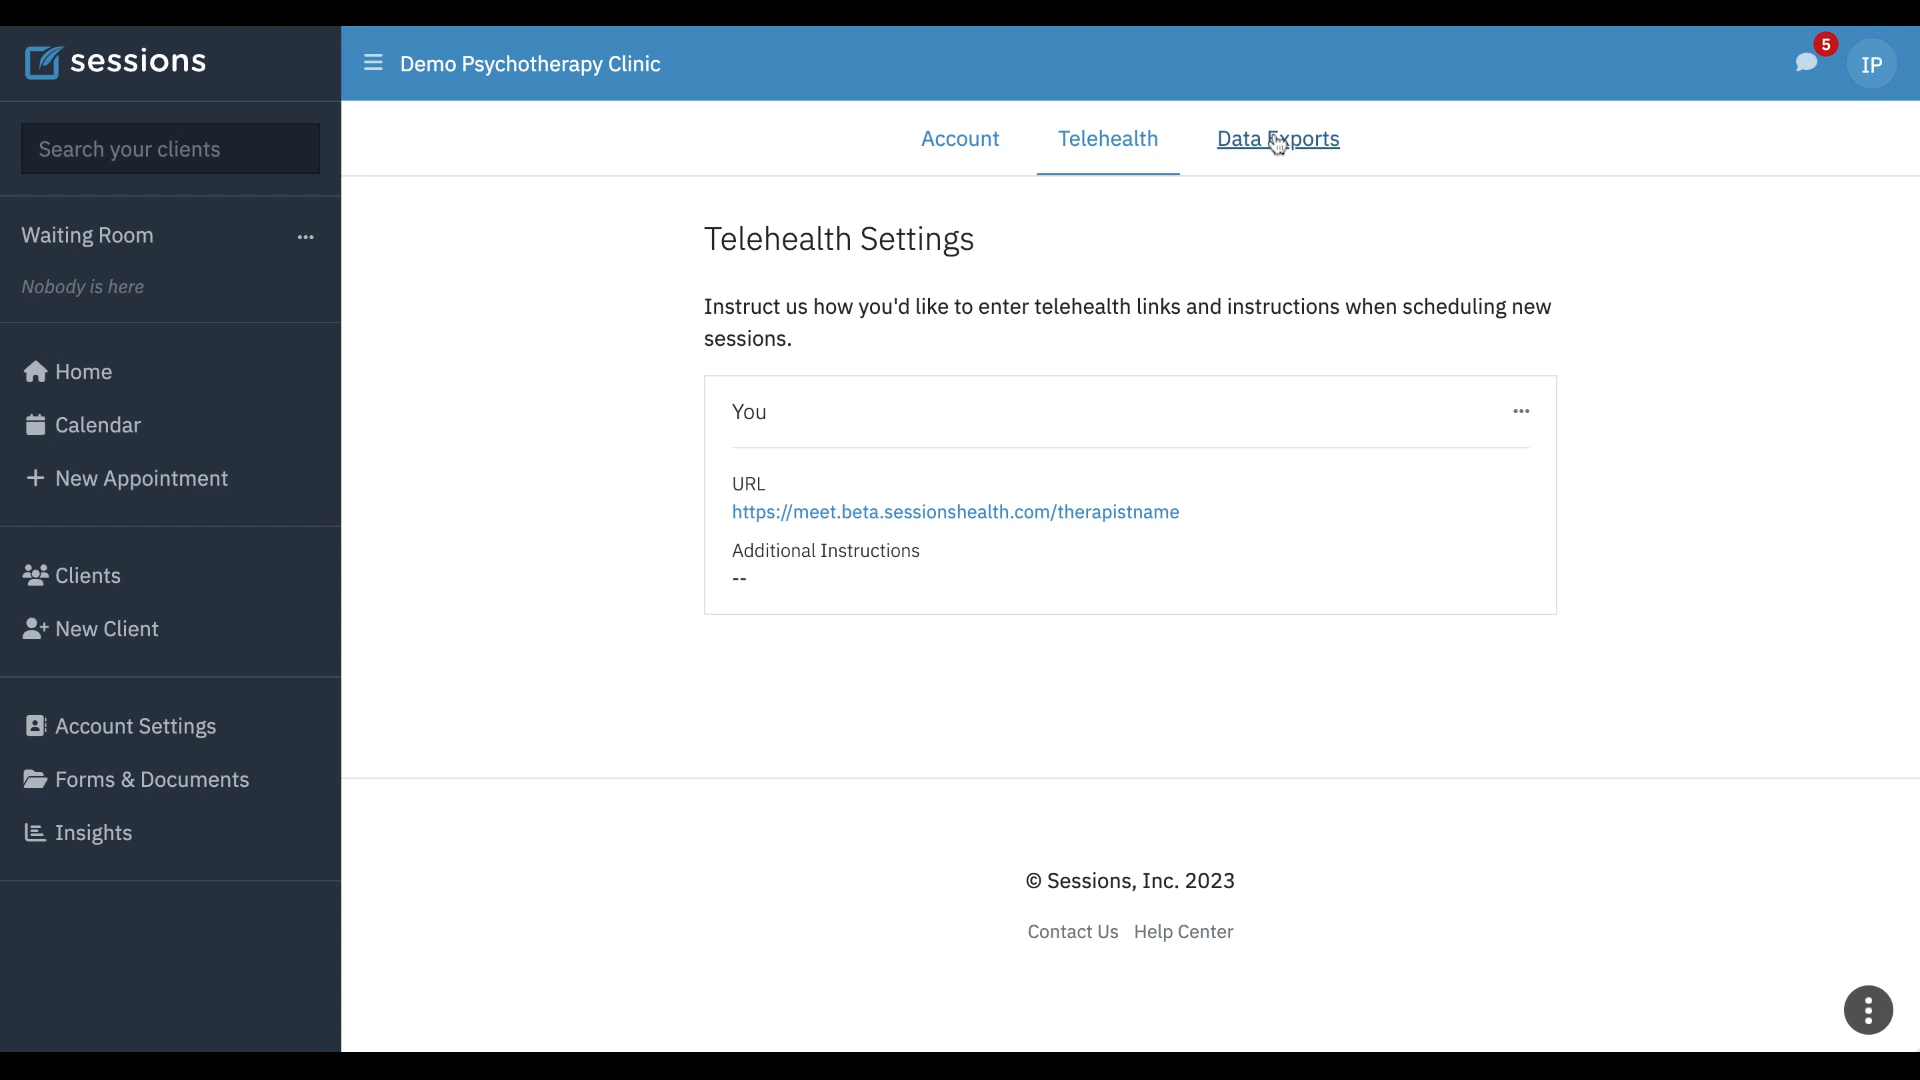 sessions
Demo Psychotherapy Clinic
5
IP
Account
Telehealth
Data Exports
Search your clients
Waiting Room
Nobody is here
Home
Calendar
New Appointment
Clients
New Client
Account Settings
Forms & Documents
Insights
Telehealth Settings
Instruct us how you'd like to enter telehealth links and instructions when scheduling new
sessions.
You
URL
https://meet.beta.sessionshealth.com/therapistname
Additional Instructions
--
© Sessions, Inc. 2023
Contact Us Help Center